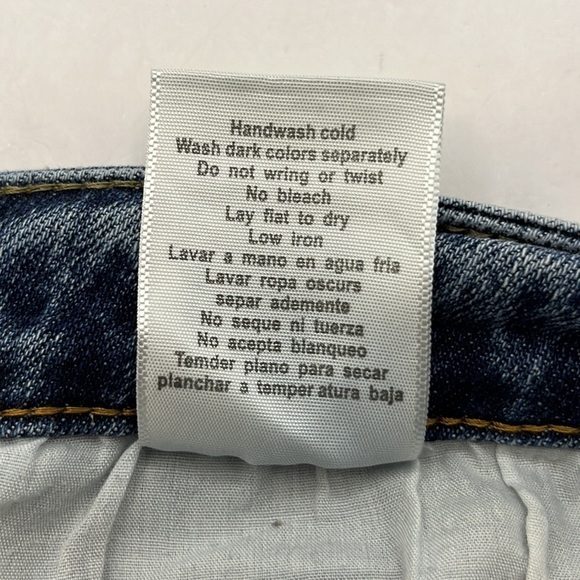 Handwash cold
Wash dark colors separately
Do not wring or twist
No bleach
Lay flat to dry
Low iron
Lavar a mano en agua fria
Lavar ropa oscurs
separ ademente
No seque ni tuerza
No acepta blanqueo
Temder plano para secar
planchar a temper atura baja